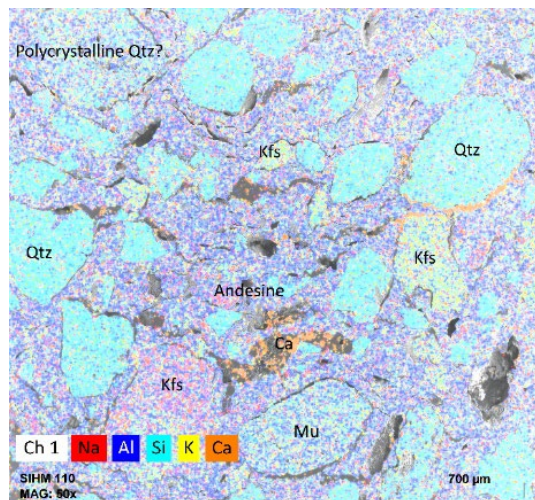 Polycrystalline Qtz?
Kfs
Qtz
Qtz
Kfs
Andesine
Ca
Kfs
Mu
Ch 1 Na Al Si K Ca
SIHM 110
MAG: 50x
700 µm